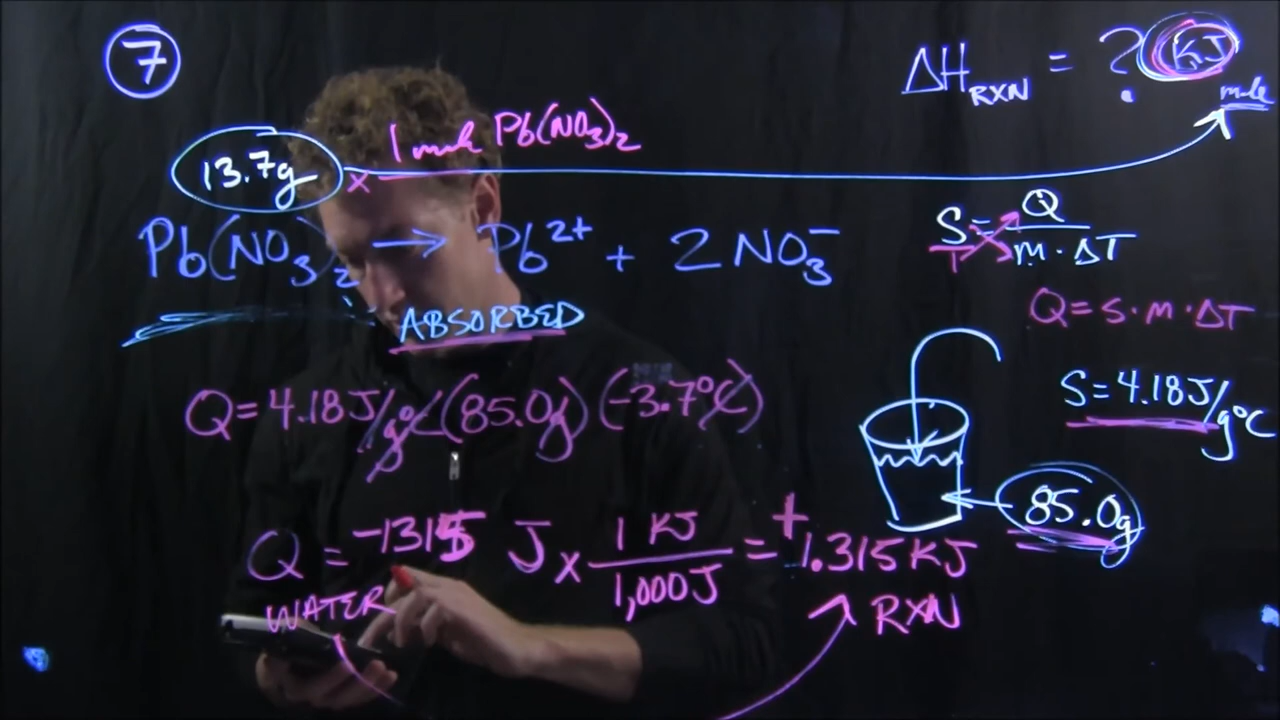 7
ΔH RXN = ? KJ
mole
13.7g x 1 mole Pb(NO3)2
S = Q
m · ΔT
Pb(NO3)2 → Pb2+ + 2NO3-
Q = S · m · ΔT
ABSORBED
S = 4.18 J/g°C
Q = 4.18 J/g°C (85.0g) (-3.7°C)
85.0g
Q = -1315 J x 1 KJ = +1.315 KJ
1,000 J
WATER
RXN